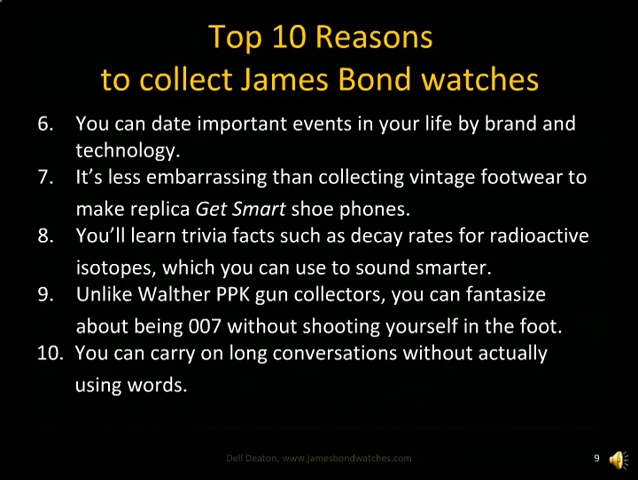 Top 10 Reasons
to collect James Bond watches
6. You can date important events in your life by brand and
technology.
7. It's less embarrassing than collecting vintage footwear to
make replica Get Smart shoe phones.
8. You'll learn trivia facts such as decay rates for radioactive
isotopes, which you can use to sound smarter.
9. Unlike Walther PPK gun collectors, you can fantasize
about being 007 without shooting yourself in the foot.
10. You can carry on long conversations without actually
using words.
Dell Deaton, www.jamesbondwatches.com
9